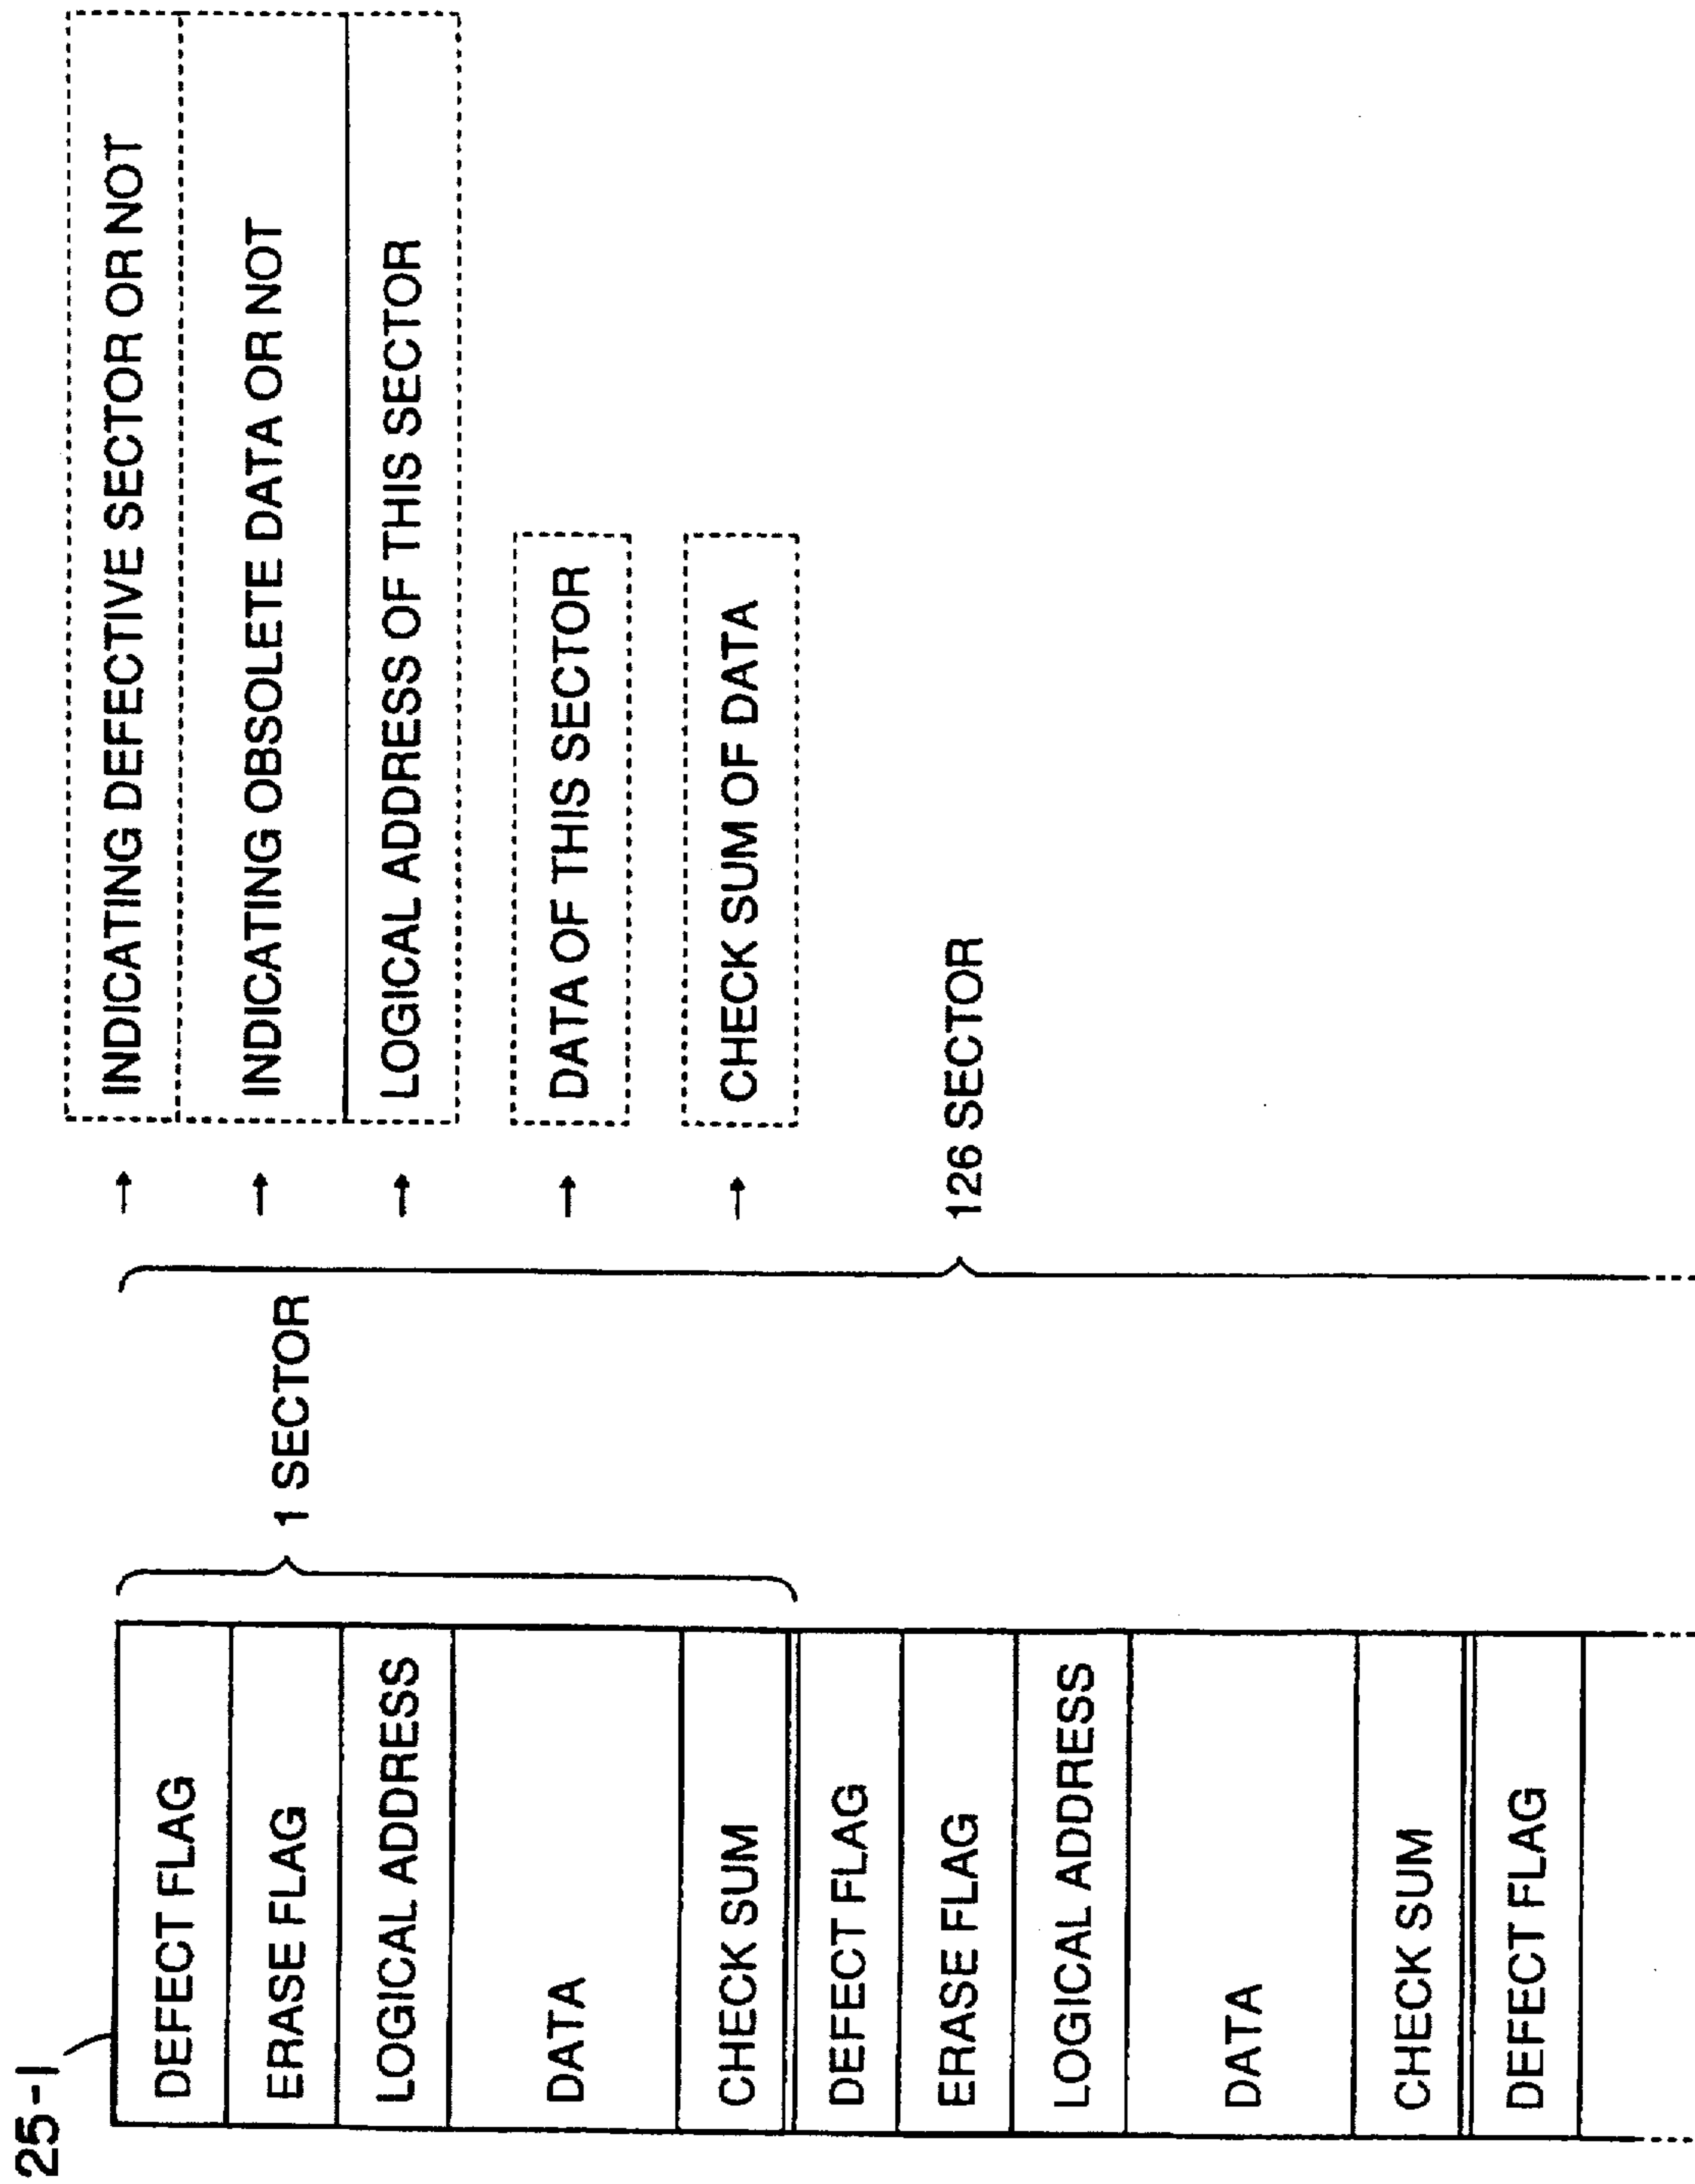 25-1
DEFECT FLAG
ERASE FLAG
LOGICAL ADDRESS
DATA
CHECK SUM
DEFECT FLAG
ERASE FLAG
LOGICAL ADDRESS
DATA
CHECK SUM
DEFECT FLAG
1 SECTOR
126 SECTOR
→ INDICATING DEFECTIVE SECTOR OR NOT
→ INDICATING OBSOLETE DATA OR NOT
→ LOGICAL ADDRESS OF THIS SECTOR
→ DATA OF THIS SECTOR
→ CHECK SUM OF DATA